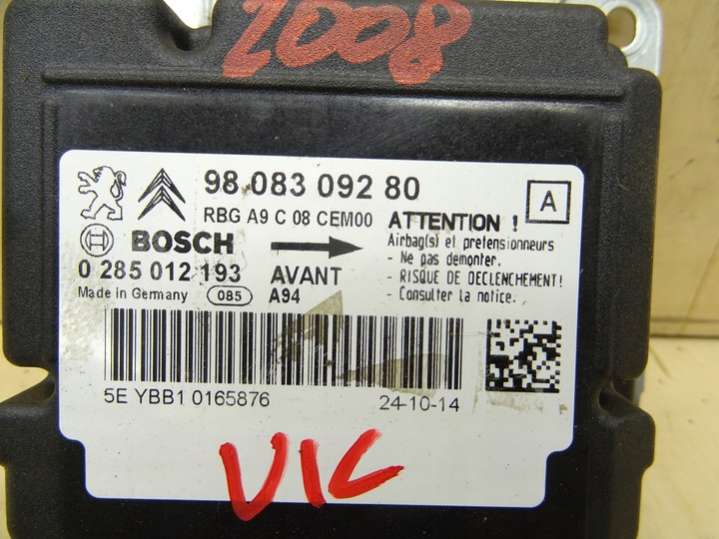 2008
98 083 092 80
RBG A9 C 08 CEM00
A
BOSCH
0 285 012 193
AVANT
Made in Germany
085
A94
ATTENTION !
Airbag(s) et pretensionneurs
- Ne pas demonter.
- RISQUE DE DECLENCHEMENT!
- Consulter la notice.
5E YBB1 0165876
24-10-14
VIC